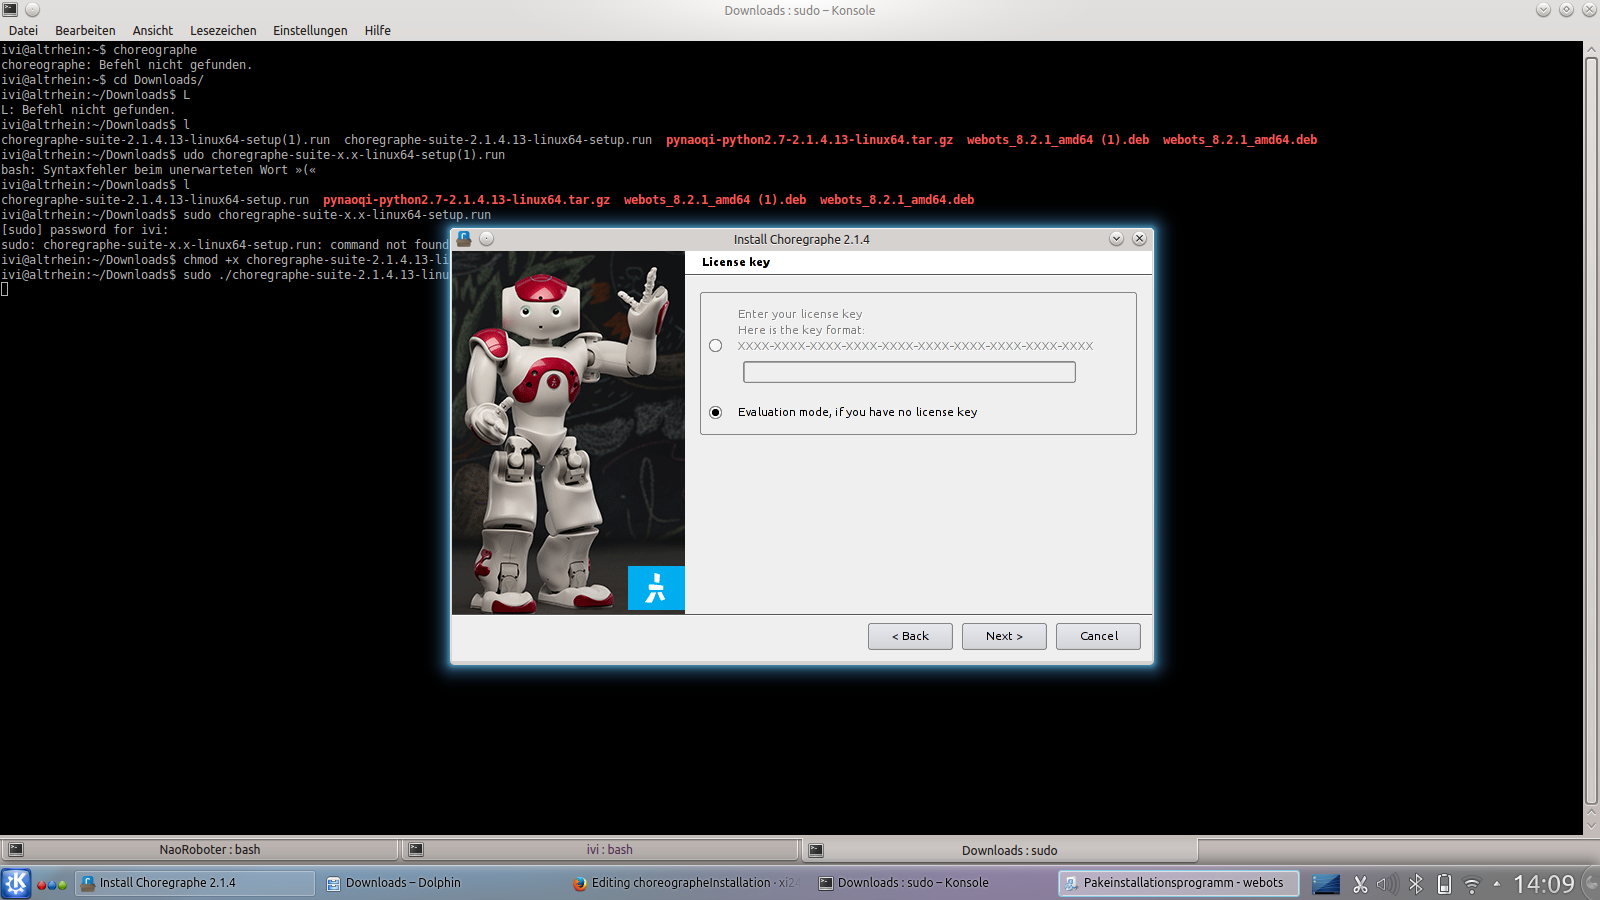 Downloads : sudo – Konsole
Datei Bearbeiten Ansicht Lesezeichen Einstellungen Hilfe
ivi@altrhein:~$ choreographe
choreographe: Befehl nicht gefunden.
ivi@altrhein:~$ cd Downloads/
ivi@altrhein:~/Downloads$ L
L: Befehl nicht gefunden.
ivi@altrhein:~/Downloads$ l
choregraphe-suite-2.1.4.13-linux64-setup(1).run choregraphe-suite-2.1.4.13-linux64-setup.run pynaoqi-python2.7-2.1.4.13-linux64.tar.gz webots_8.2.1_amd64 (1).deb webots_8.2.1_amd64.deb
ivi@altrhein:~/Downloads$ udo choregraphe-suite-x.x-linux64-setup(1).run
bash: Syntaxfehler beim unerwarteten Wort »(«
ivi@altrhein:~/Downloads$ l
choregraphe-suite-2.1.4.13-linux64-setup.run pynaoqi-python2.7-2.1.4.13-linux64.tar.gz webots_8.2.1_amd64 (1).deb webots_8.2.1_amd64.deb
ivi@altrhein:~/Downloads$ sudo choregraphe-suite-x.x-linux64-setup.run
[sudo] password for ivi:
sudo: choregraphe-suite-x.x-linux64-setup.run: command not found
ivi@altrhein:~/Downloads$ chmod +x choregraphe-suite-2.1.4.13-li
ivi@altrhein:~/Downloads$ sudo ./choregraphe-suite-2.1.4.13-linu
Install Choregraphe 2.1.4
License key
Enter your license key
Here is the key format:
XXXX-XXXX-XXXX-XXXX-XXXX-XXXX-XXXX-XXXX-XXXX-XXXX
Evaluation mode, if you have no license key
< Back Next > Cancel
NaoRoboter : bash ivi : bash Downloads : sudo
Install Choregraphe 2.1.4 Downloads – Dolphin Editing choreographeInstallation · xi24 Downloads : sudo – Konsole Pakeinstallationsprogramm - webots 14:09